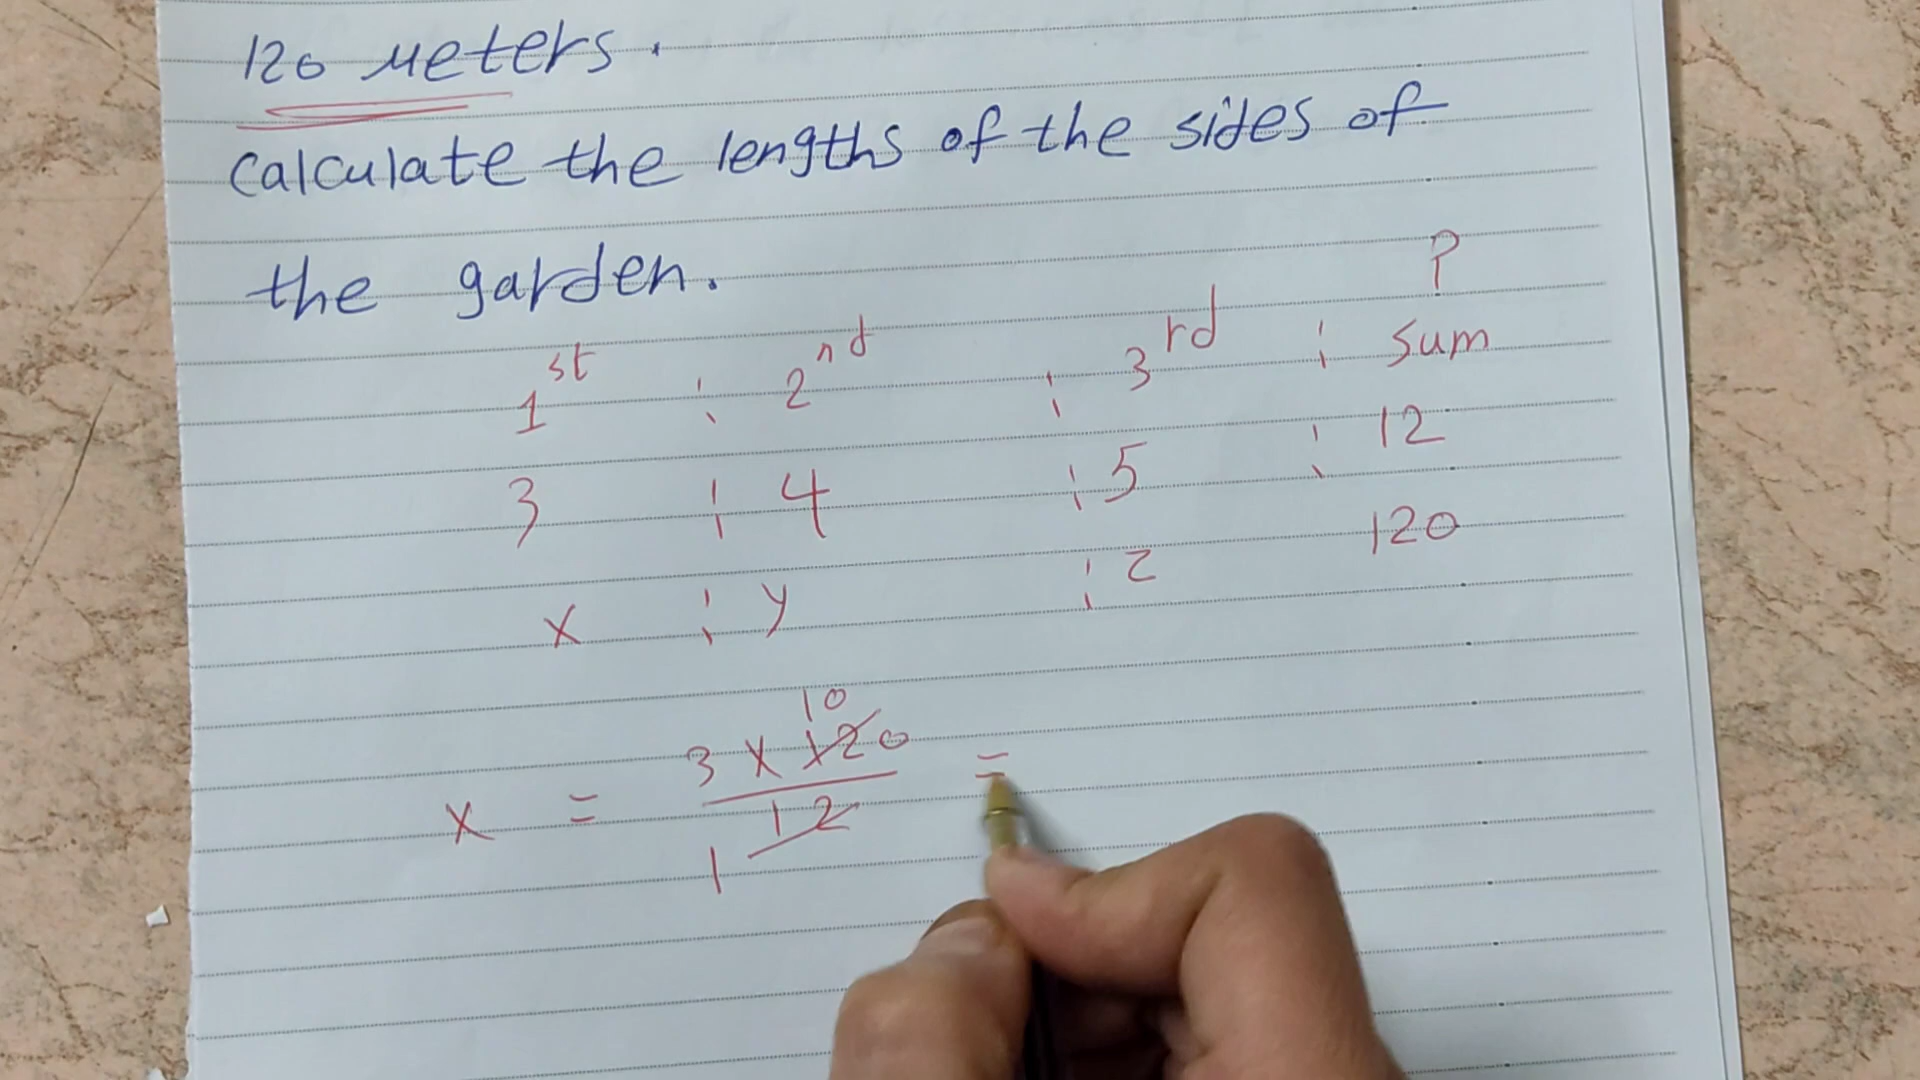 120 meters.
calculate the lengths of the sides of
the garden.
P
1st : 2nd : 3rd : sum
3 : 4 : 5 : 12
x : y : z 120
10
x = 3 x 120 =
12
1